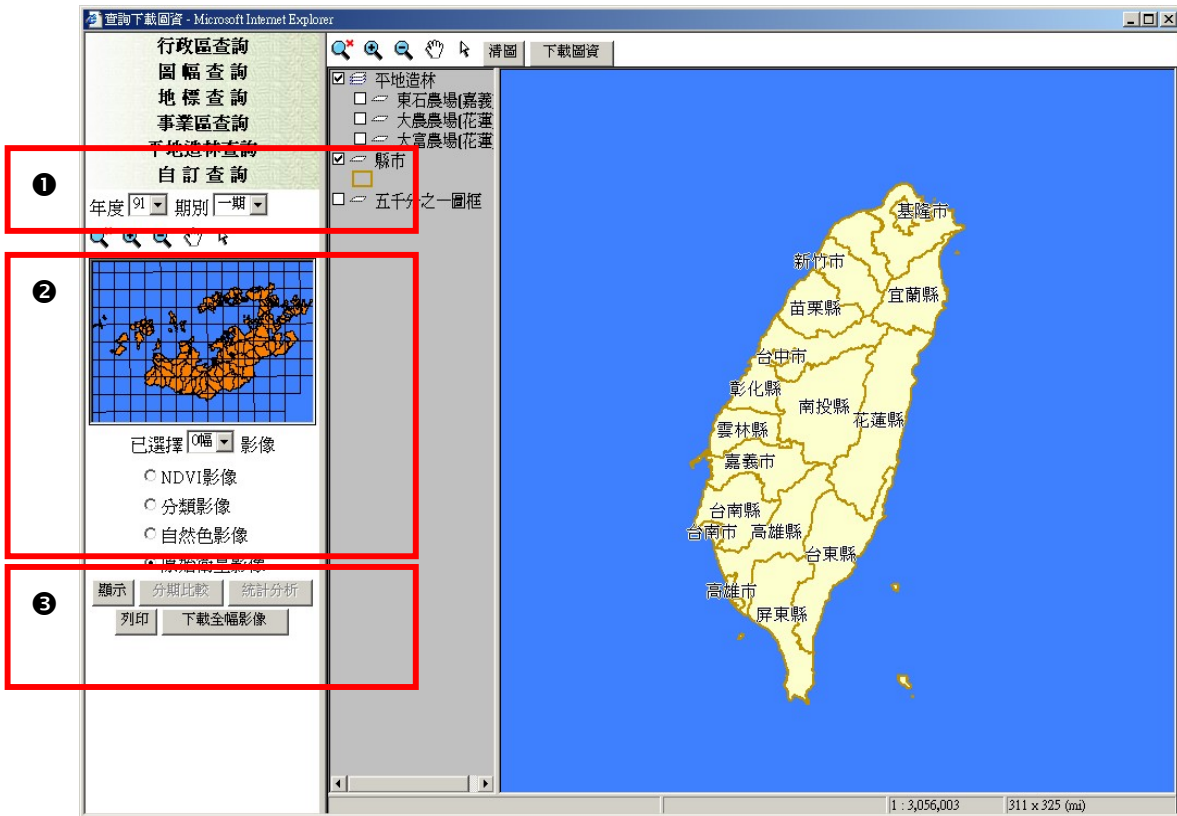 查詢下載圖資 - Microsoft Internet Explorer
行政區查詢
圖 幅 查 詢
地 標 查 詢
事業區查詢
平地造林查詢
自 訂 查 詢
❶
年度 91 期別 一期
❷
已選擇 0幅 影像
NDVI影像
分類影像
自然色影像
原始衛星影像
❸
顯示 分期比較 統計分析
列印 下載全幅影像
清圖 下載圖資
平地造林
東石農場(嘉義
大農農場(花蓮
大富農場(花蓮
縣市
五千分之一圖框
基隆市
新竹市
宜蘭縣
苗栗縣
台中市
彰化縣
南投縣
花蓮縣
雲林縣
嘉義市
台南縣
台南市 高雄縣
台東縣
高雄市
屏東縣
1 : 3,056,003 311 x 325 (mi)